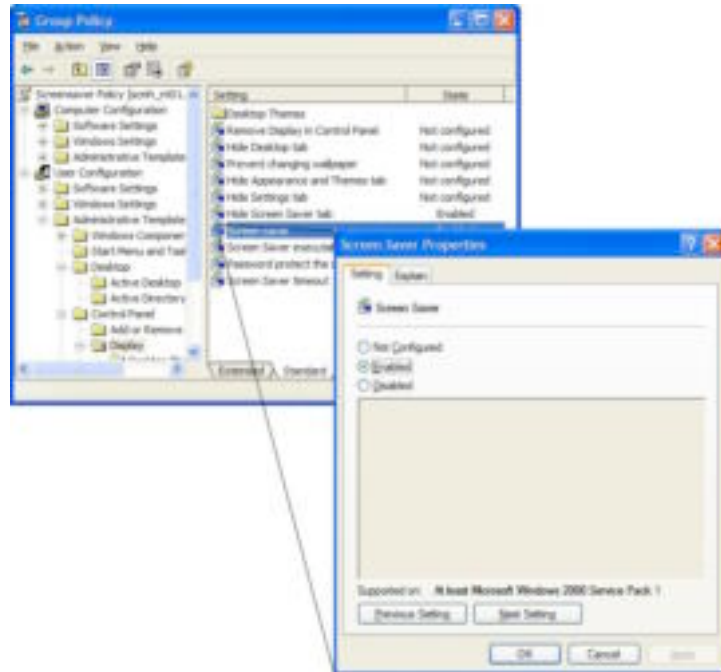 Group Policy
File Action View Help
Screensaver Policy
Computer Configuration
Software Settings
Windows Settings
Administrative Template
User Configuration
Software Settings
Windows Settings
Administrative Template
Windows Componen
Start Menu and Tas
Desktop
Active Desktop
Active Directory
Control Panel
Add or Remove
Display
Setting State
Desktop Themes
Remove Display in Control Panel Not configured
Hide Desktop tab Not configured
Prevent changing wallpaper Not configured
Hide Appearance and Themes tab Not configured
Hide Settings tab Not configured
Hide Screen Saver tab Enabled
Screen Saver
Screen Saver executab
Password protect the
Screen Saver timeout
Extended Standard
Screen Saver Properties
Setting Explain
Screen Saver
Not Configured
Enabled
Disabled
Supported on: At least Microsoft Windows 2000 Service Pack 1
Previous Setting Next Setting
OK Cancel Apply